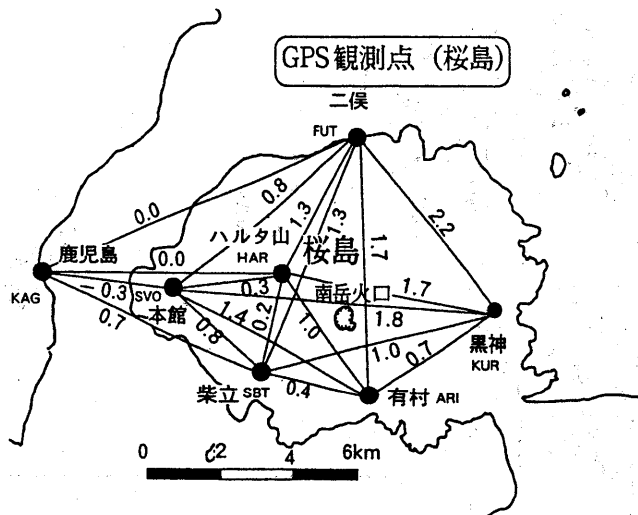 GPS観測点（桜島）
二俣
FUT
0.0
0.8
1.3
1.3
2.2
1.7
ハルタ山
桜島
HAR
鹿児島
0.0
KAG
－0.3
SVO
0.3
南岳火口
1.7
本館
0.7
0.8
1.4
0.2
1.0
1.8
黒神
KUR
1.0
0.7
柴立 SBT
0.4
有村 ARI
0 2 4 6km